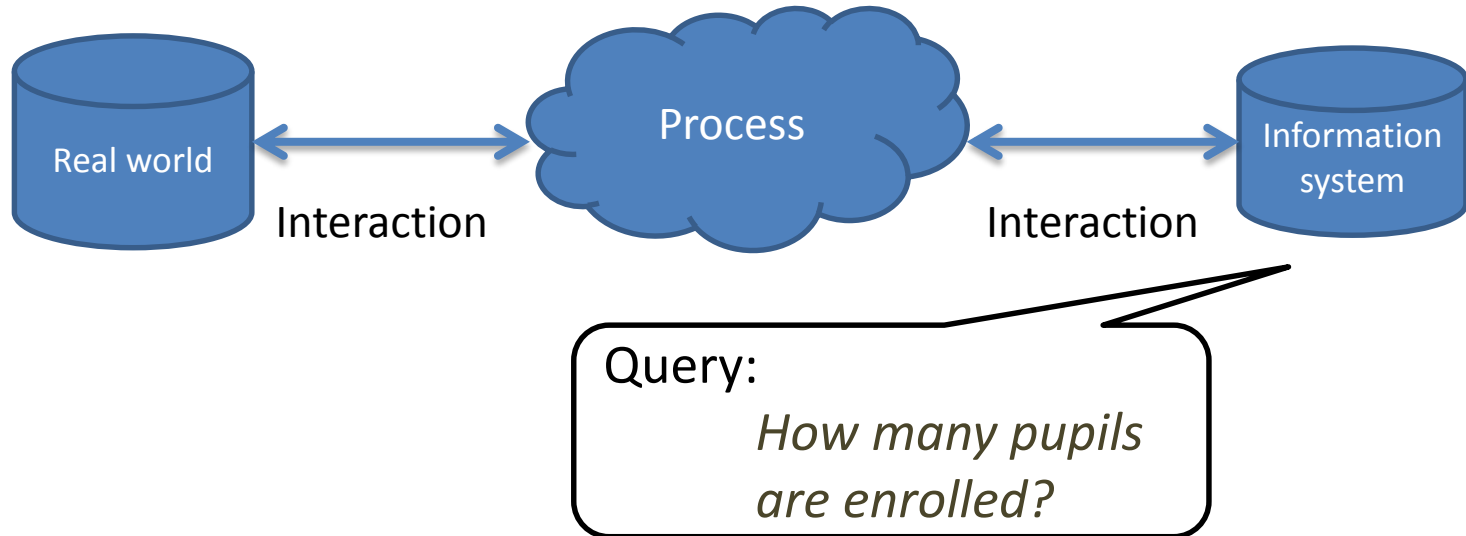 Real world
Process
Information
system
Interaction
Interaction
Query:
How many pupils
are enrolled?